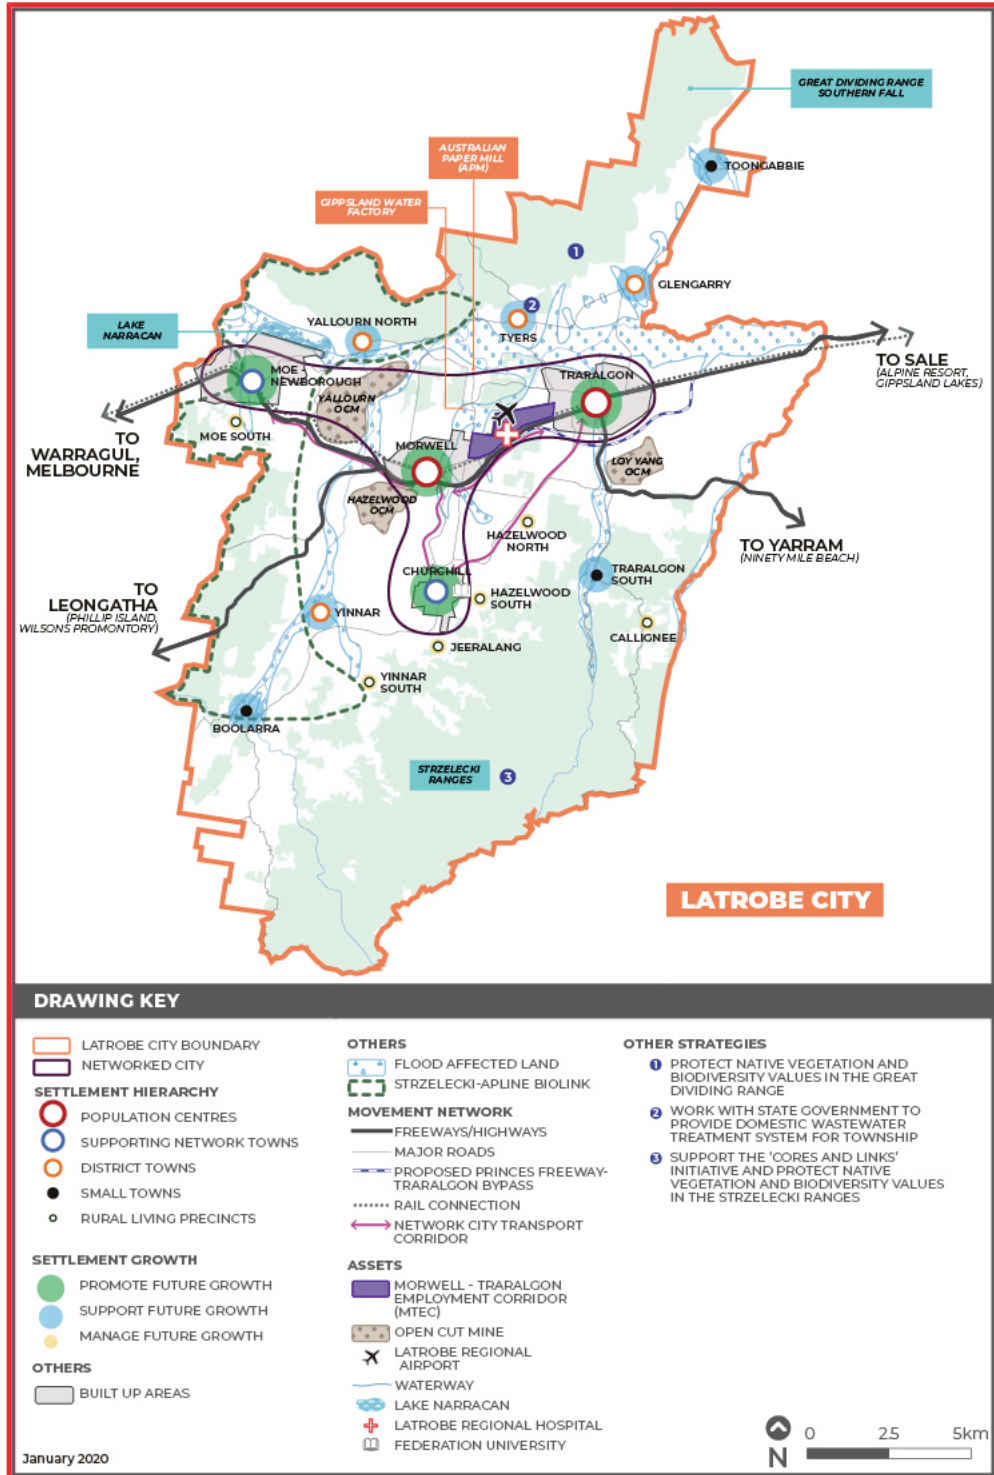 GREAT DIVIDING RANGE
SOUTHERN FALL
AUSTRALIAN
PAPER MILL
(APM)
TOONGABBIE
GIPPSLAND WATER
FACTORY
1
GLENGARRY
2
TYERS
YALLOURN NORTH
LAKE
NARRACAN
TO SALE
(ALPINE RESORT,
GIPPSLAND LAKES)
MOE -
NEWBOROUGH
TRARALGON
YALLOURN
OCM
MOE SOUTH
TO
WARRAGUL,
MELBOURNE
MORWELL
LOY YANG
OCM
HAZELWOOD
OCM
HAZELWOOD
NORTH
TO YARRAM
(NINETY MILE BEACH)
CHURCHILL
TRARALGON
SOUTH
TO
LEONGATHA
(PHILLIP ISLAND,
WILSONS PROMONTORY)
YINNAR
HAZELWOOD
SOUTH
CALLIGNEE
JEERALANG
YINNAR
SOUTH
BOOLARRA
STRZELECKI
RANGES
3
LATROBE CITY
DRAWING KEY
LATROBE CITY BOUNDARY
NETWORKED CITY
SETTLEMENT HIERARCHY
POPULATION CENTRES
SUPPORTING NETWORK TOWNS
DISTRICT TOWNS
SMALL TOWNS
RURAL LIVING PRECINCTS
SETTLEMENT GROWTH
PROMOTE FUTURE GROWTH
SUPPORT FUTURE GROWTH
MANAGE FUTURE GROWTH
OTHERS
BUILT UP AREAS
January 2020
OTHERS
FLOOD AFFECTED LAND
STRZELECKI-APLINE BIOLINK
MOVEMENT NETWORK
FREEWAYS/HIGHWAYS
MAJOR ROADS
PROPOSED PRINCES FREEWAY-
TRARALGON BYPASS
RAIL CONNECTION
NETWORK CITY TRANSPORT
CORRIDOR
ASSETS
MORWELL - TRARALGON
EMPLOYMENT CORRIDOR
(MTEC)
OPEN CUT MINE
LATROBE REGIONAL
AIRPORT
WATERWAY
LAKE NARRACAN
LATROBE REGIONAL HOSPITAL
FEDERATION UNIVERSITY
OTHER STRATEGIES
1 PROTECT NATIVE VEGETATION AND
BIODIVERSITY VALUES IN THE GREAT
DIVIDING RANGE
2 WORK WITH STATE GOVERNMENT TO
PROVIDE DOMESTIC WASTEWATER
TREATMENT SYSTEM FOR TOWNSHIP
3 SUPPORT THE 'CORES AND LINKS'
INITIATIVE AND PROTECT NATIVE
VEGETATION AND BIODIVERSITY VALUES
IN THE STRZELECKI RANGES
N
0 2.5 5km